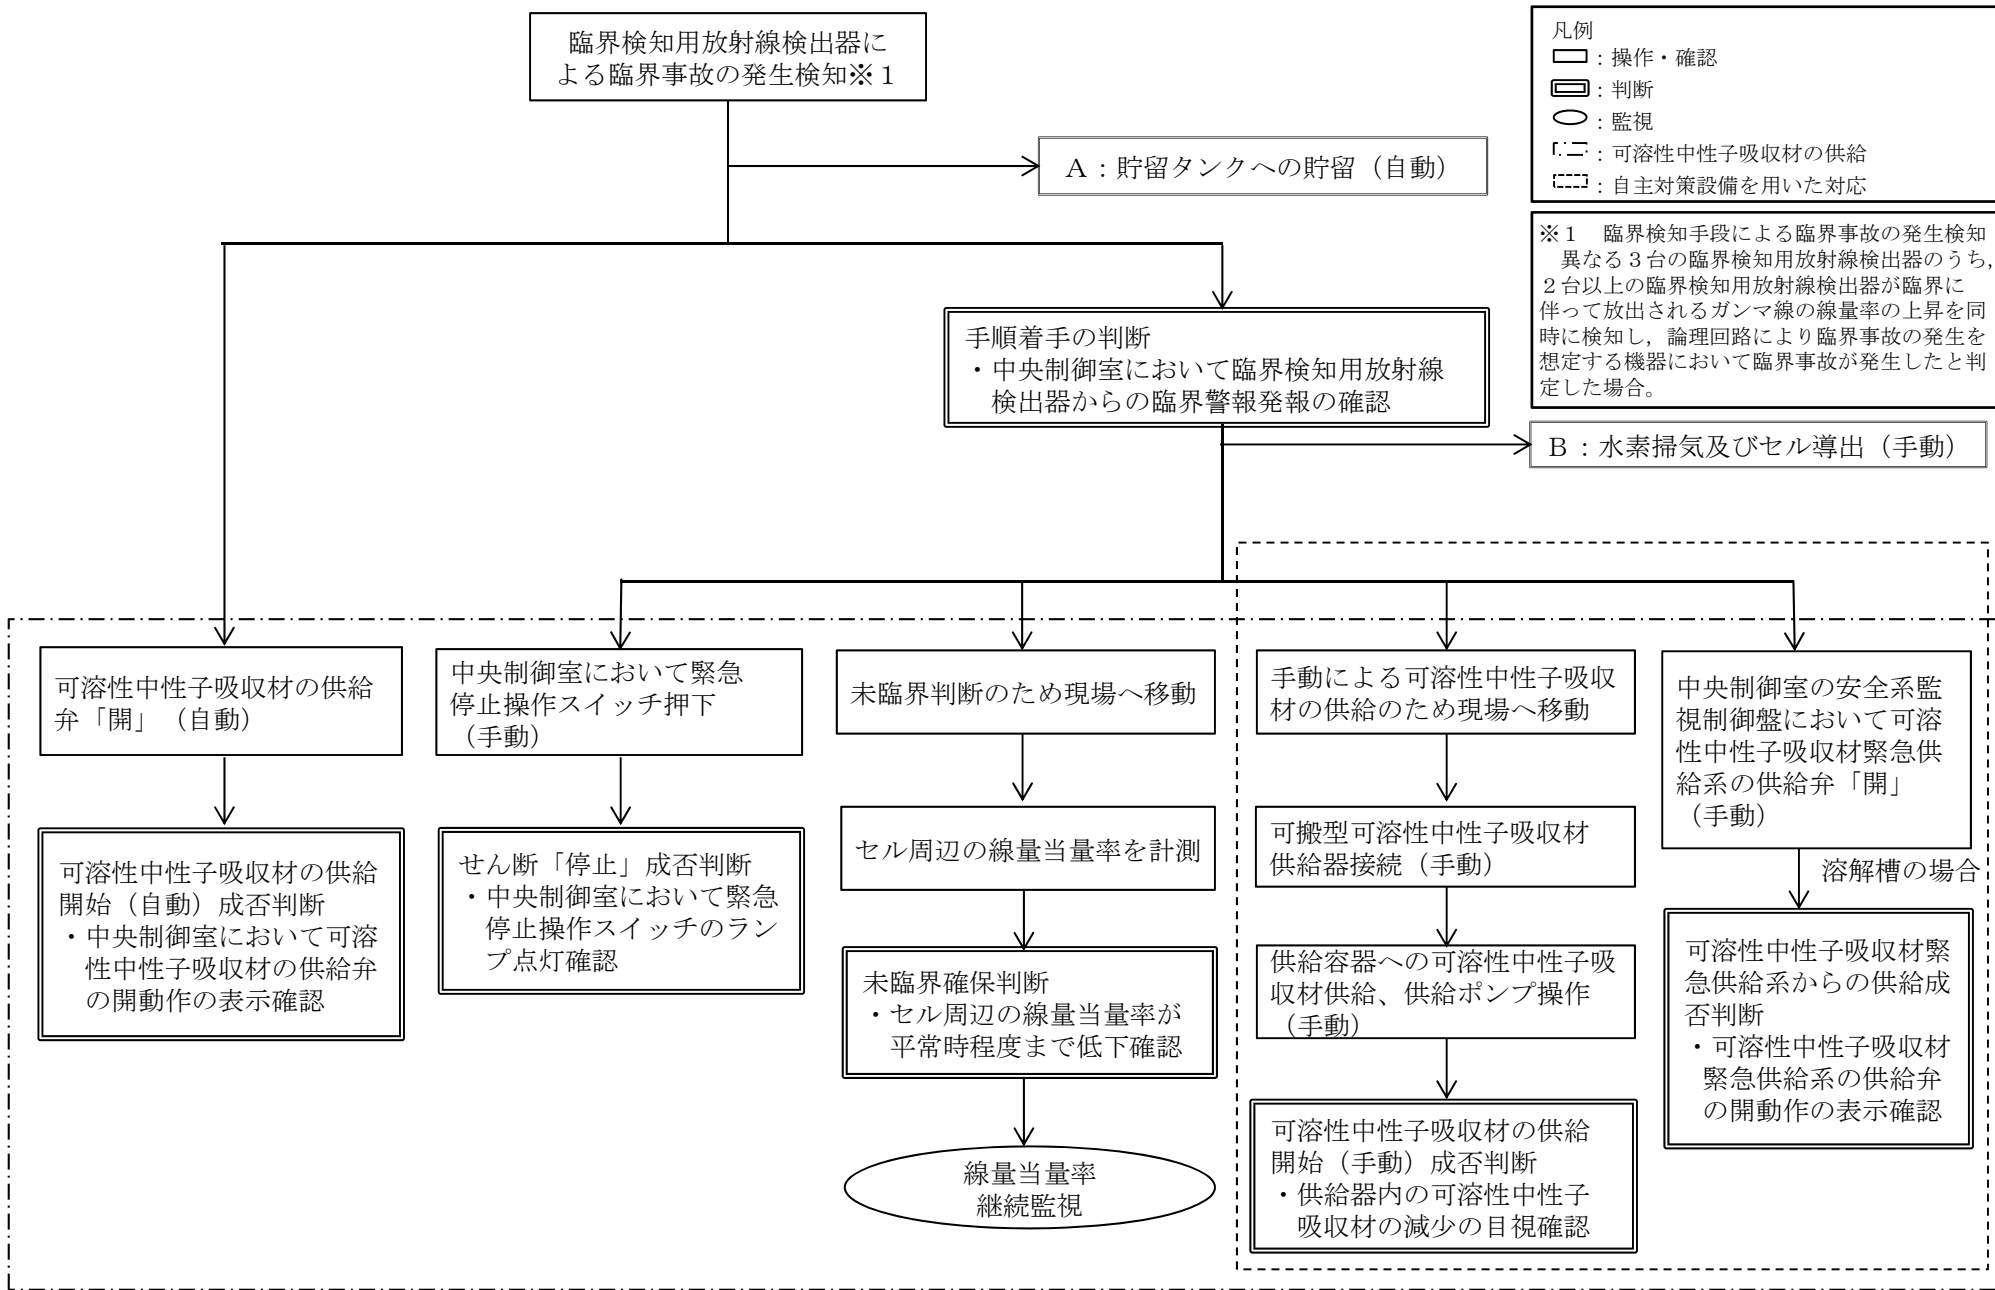 臨界検知用放射線検出器に
よる臨界事故の発生検知※１
凡例
：操作・確認
：判断
：監視
：可溶性中性子吸収材の供給
：自主対策設備を用いた対応
Ａ：貯留タンクへの貯留（自動）
※１　臨界検知手段による臨界事故の発生検知
異なる３台の臨界検知用放射線検出器のうち，
２台以上の臨界検知用放射線検出器が臨界に
伴って放出されるガンマ線の線量率の上昇を同
時に検知し，論理回路により臨界事故の発生を
想定する機器において臨界事故が発生したと判
定した場合。
手順着手の判断
・中央制御室において臨界検知用放射線
検出器からの臨界警報発報の確認
Ｂ：水素掃気及びセル導出（手動）
可溶性中性子吸収材の供給
弁「開」（自動）
可溶性中性子吸収材の供給
開始（自動）成否判断
・中央制御室において可溶
性中性子吸収材の供給弁
の開動作の表示確認
中央制御室において緊急
停止操作スイッチ押下
（手動）
せん断「停止」成否判断
・中央制御室において緊急
停止操作スイッチのラン
プ点灯確認
未臨界判断のため現場へ移動
セル周辺の線量当量率を計測
未臨界確保判断
・セル周辺の線量当量率が
平常時程度まで低下確認
線量当量率
継続監視
手動による可溶性中性子吸収
材の供給のため現場へ移動
可搬型可溶性中性子吸収材
供給器接続（手動）
供給容器への可溶性中性子吸
収材供給、供給ポンプ操作
（手動）
可溶性中性子吸収材の供給
開始（手動）成否判断
・供給器内の可溶性中性子
吸収材の減少の目視確認
中央制御室の安全系監
視制御盤において可溶
性中性子吸収材緊急供
給系の供給弁「開」
（手動）
溶解槽の場合
可溶性中性子吸収材緊
急供給系からの供給成
否判断
・可溶性中性子吸収材
緊急供給系の供給弁
の開動作の表示確認